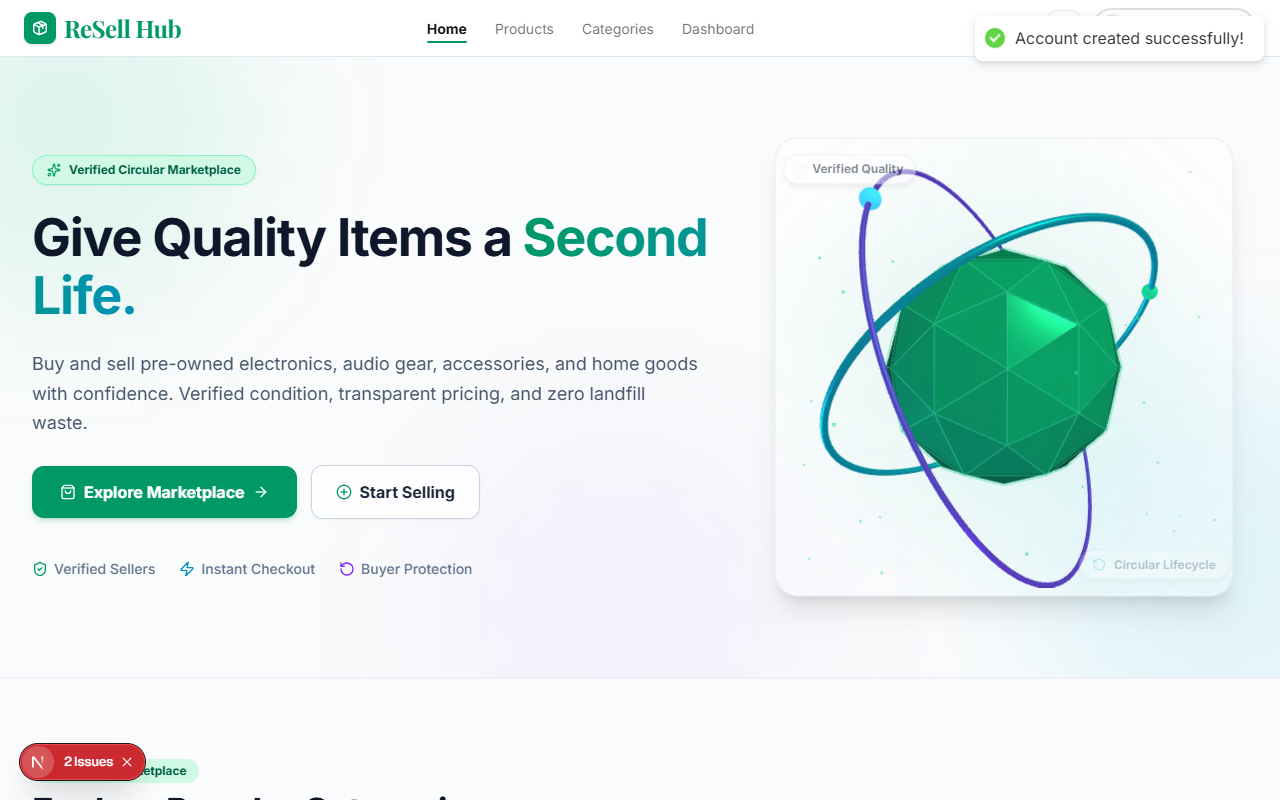 ReSell Hub
Home
Products
Categories
Dashboard
Account created successfully!
Verified Circular Marketplace
Give Quality Items a Second
Life.
Buy and sell pre-owned electronics, audio gear, accessories, and home goods
with confidence. Verified condition, transparent pricing, and zero landfill
waste.
Explore Marketplace
Start Selling
Verified Sellers
Instant Checkout
Buyer Protection
Verified Quality
Circular Lifecycle
N
2 Issues